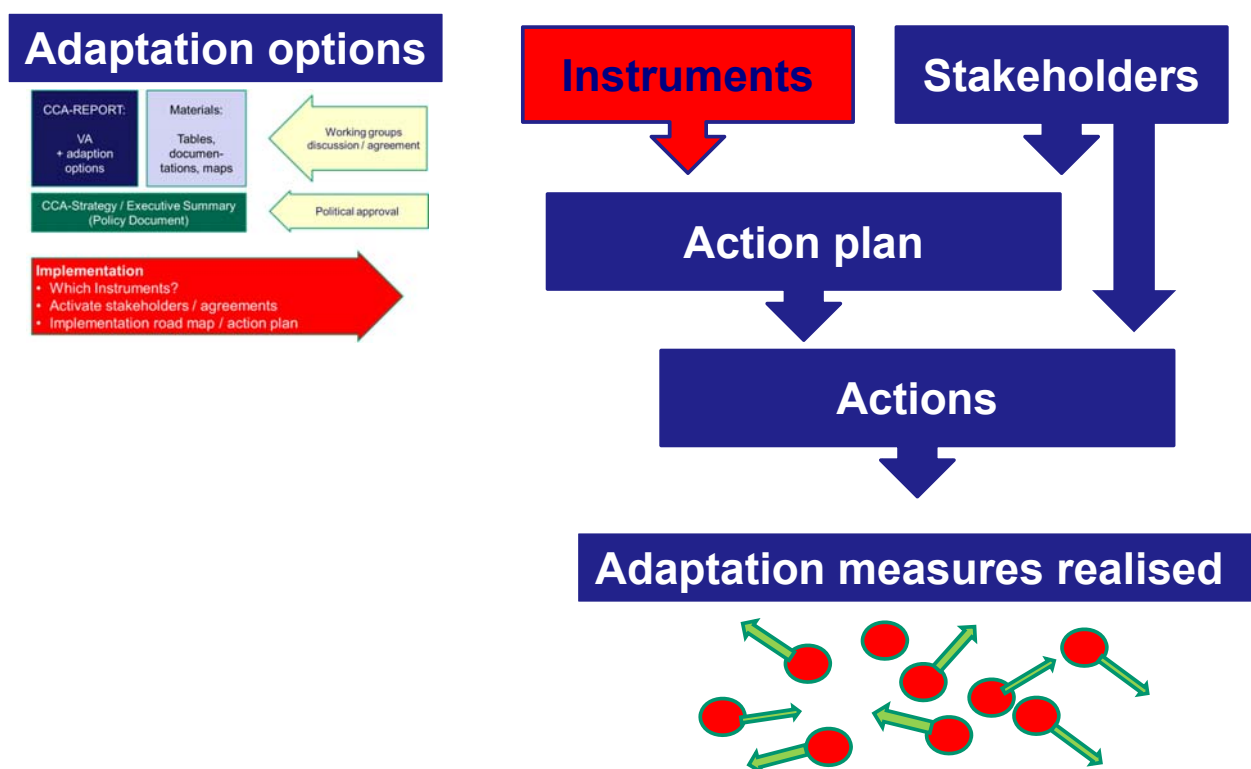 Adaptation options
CCA-REPORT:
VA
+ adaption
options
Materials:
Tables,
documen-
tations, maps
Working groups
discussion / agreement
CCA-Strategy / Executive Summary
(Policy Document)
Political approval
Implementation
• Which Instruments?
• Activate stakeholders / agreements
• Implementation road map / action plan
Instruments
Stakeholders
Action plan
Actions
Adaptation measures realised